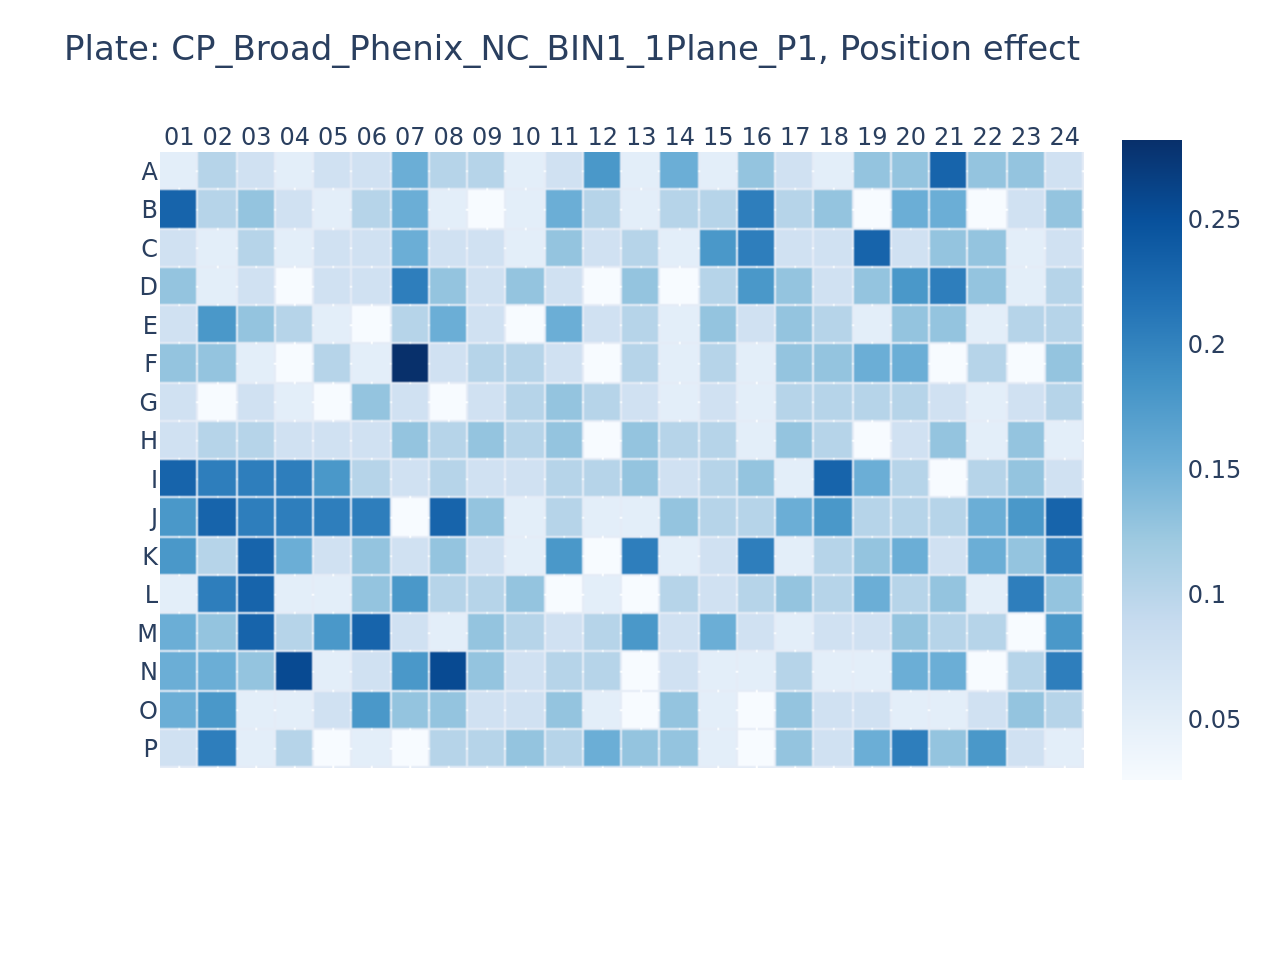 Plate: CP_Broad_Phenix_NC_BIN1_1Plane_P1, Position effect
01 02 03 04 05 06 07 08 09 10 11 12 13 14 15 16 17 18 19 20 21 22 23 24
A
B
C
D
E
F
G
H
I
J
K
L
M
N
O
P
0.25
0.2
0.15
0.1
0.05